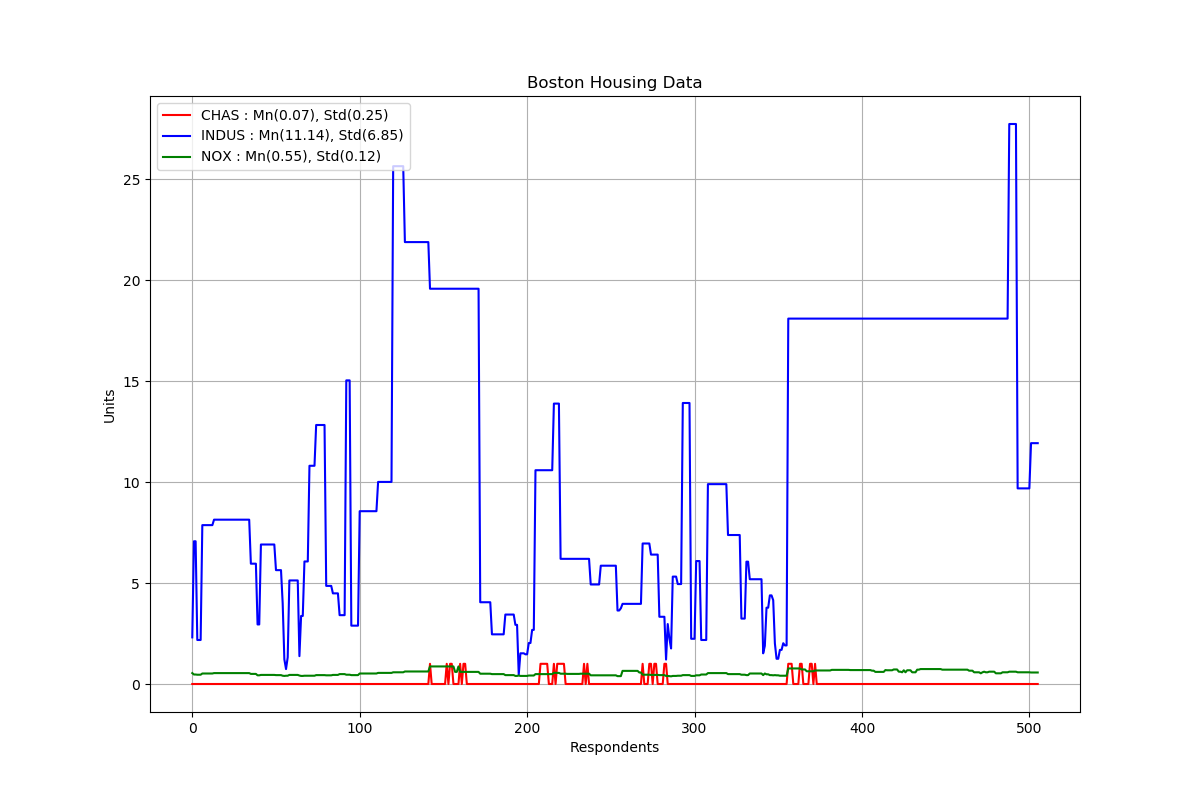 Boston Housing Data
CHAS : Mn(0.07), Std(0.25)
INDUS : Mn(11.14), Std(6.85)
NOX : Mn(0.55), Std(0.12)
25
20
15
10
5
0
Units
0 100 200 300 400 500
Respondents